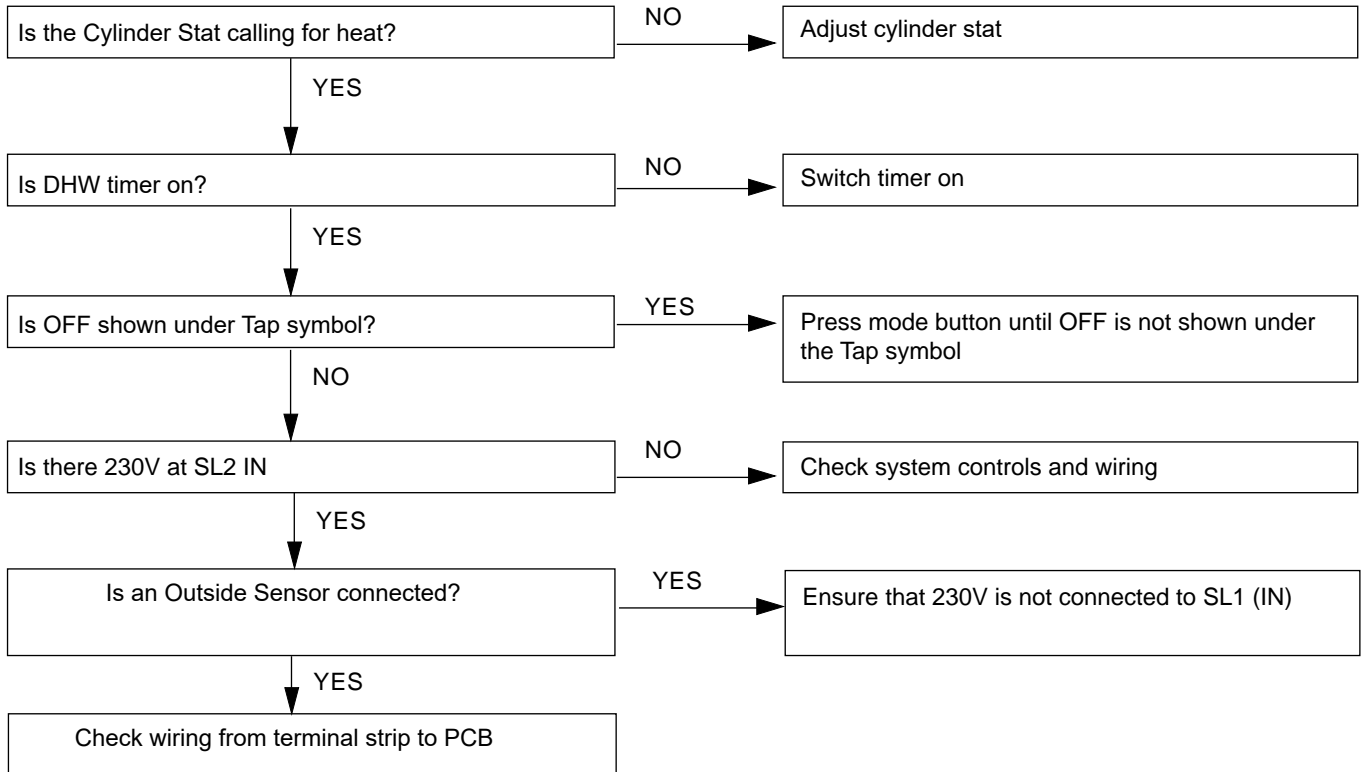 Is the Cylinder Stat calling for heat?
NO
Adjust cylinder stat
YES
Is DHW timer on?
NO
Switch timer on
YES
Is OFF shown under Tap symbol?
YES
Press mode button until OFF is not shown under
the Tap symbol
NO
Is there 230V at SL2 IN
NO
Check system controls and wiring
YES
Is an Outside Sensor connected?
YES
Ensure that 230V is not connected to SL1 (IN)
YES
Check wiring from terminal strip to PCB